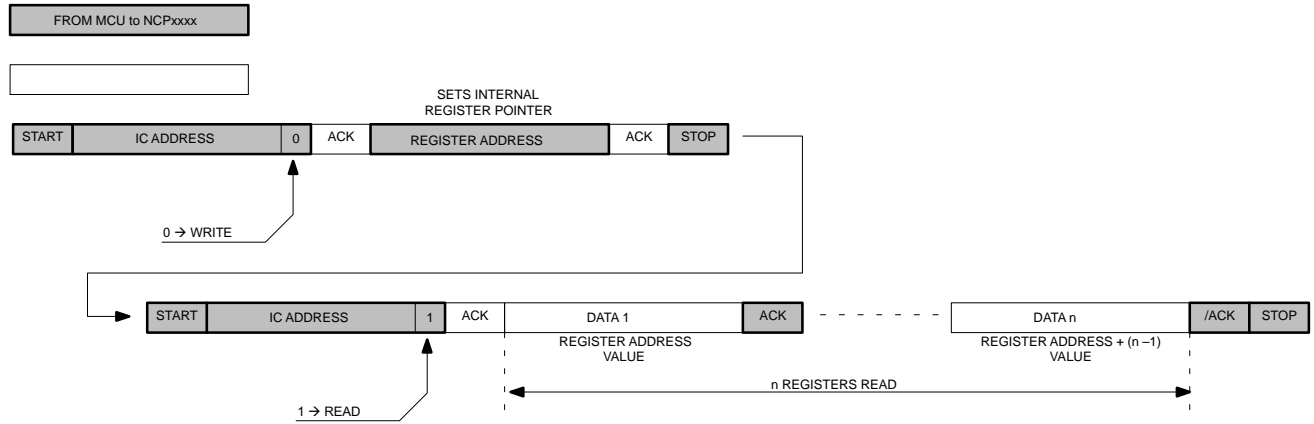 FROM MCU to NCPxxxx
SETS INTERNAL
REGISTER POINTER
START IC ADDRESS 0 ACK REGISTER ADDRESS ACK STOP
0 → WRITE
START IC ADDRESS 1 ACK DATA 1 ACK DATA n /ACK STOP
REGISTER ADDRESS
VALUE
REGISTER ADDRESS + (n –1)
VALUE
n REGISTERS READ
1 → READ